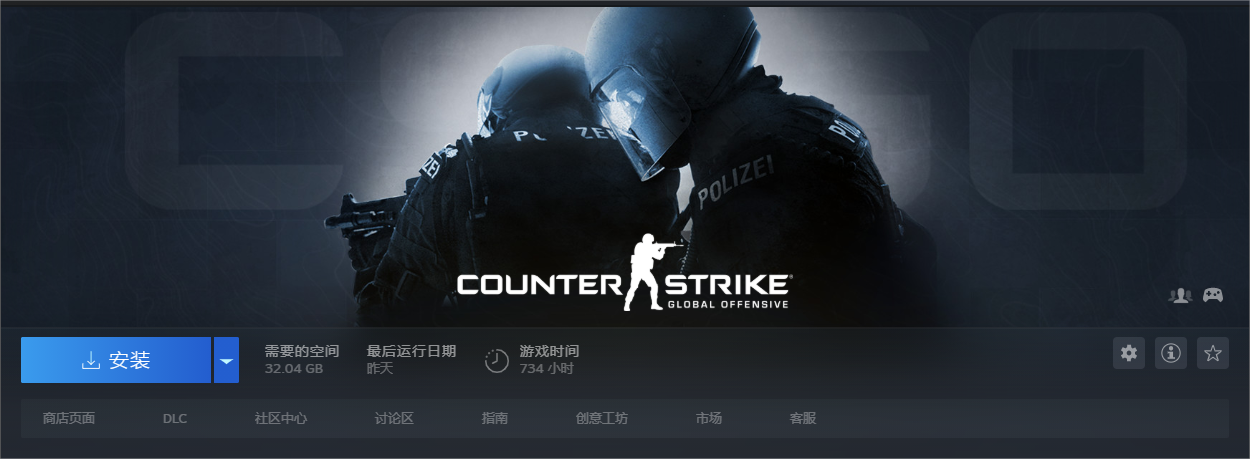 CS GO
POLIZEI
POLIZEI
COUNTER STRIKE
GLOBAL OFFENSIVE
安装
需要的空间
32.04 GB
最后运行日期
昨天
游戏时间
734 小时
商店页面 DLC 社区中心 讨论区 指南 创意工坊 市场 客服